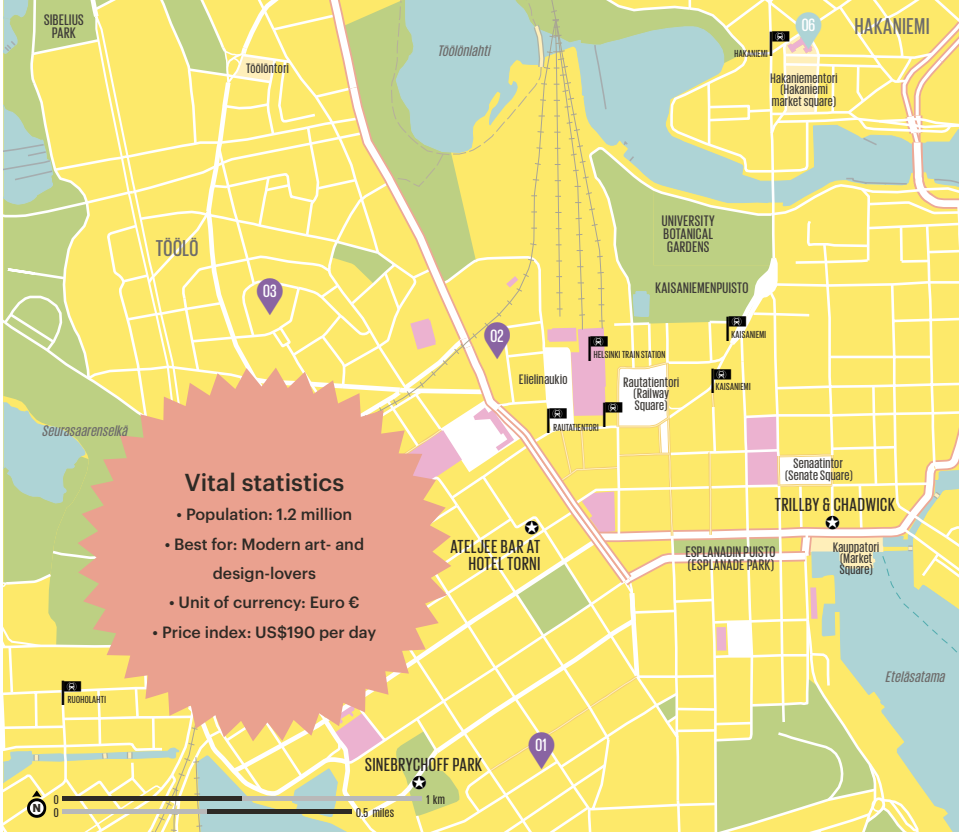 SIBELIUS
PARK
Töölöntori
Töölönlahti
06
HAKANIEMI
HAKANIEMI
Hakaniementori
(Hakaniemi
market square)
TÖÖLÖ
UNIVERSITY
BOTANICAL
GARDENS
KAISANIEMENPUISTO
03
02
KAISANIEMI
HELSINKI TRAIN STATION
Elielinaukio
Rautatientori
(Railway
Square)
KAISANIEMI
RAUTATIENTORI
Seurasaarenselkä
Senaatintor
(Senate Square)
Vital statistics
• Population: 1.2 million
• Best for: Modern art- and
design-lovers
• Unit of currency: Euro €
• Price index: US$190 per day
TRILLBY & CHADWICK
ATELJEE BAR AT
HOTEL TORNI
ESPLANADIN PUISTO
(ESPLANADE PARK)
Kauppatori
(Market
Square)
Eteläsatama
RUOHOLAHTI
01
SINEBRYCHOFF PARK
N
0
1 km
0
0.5 miles